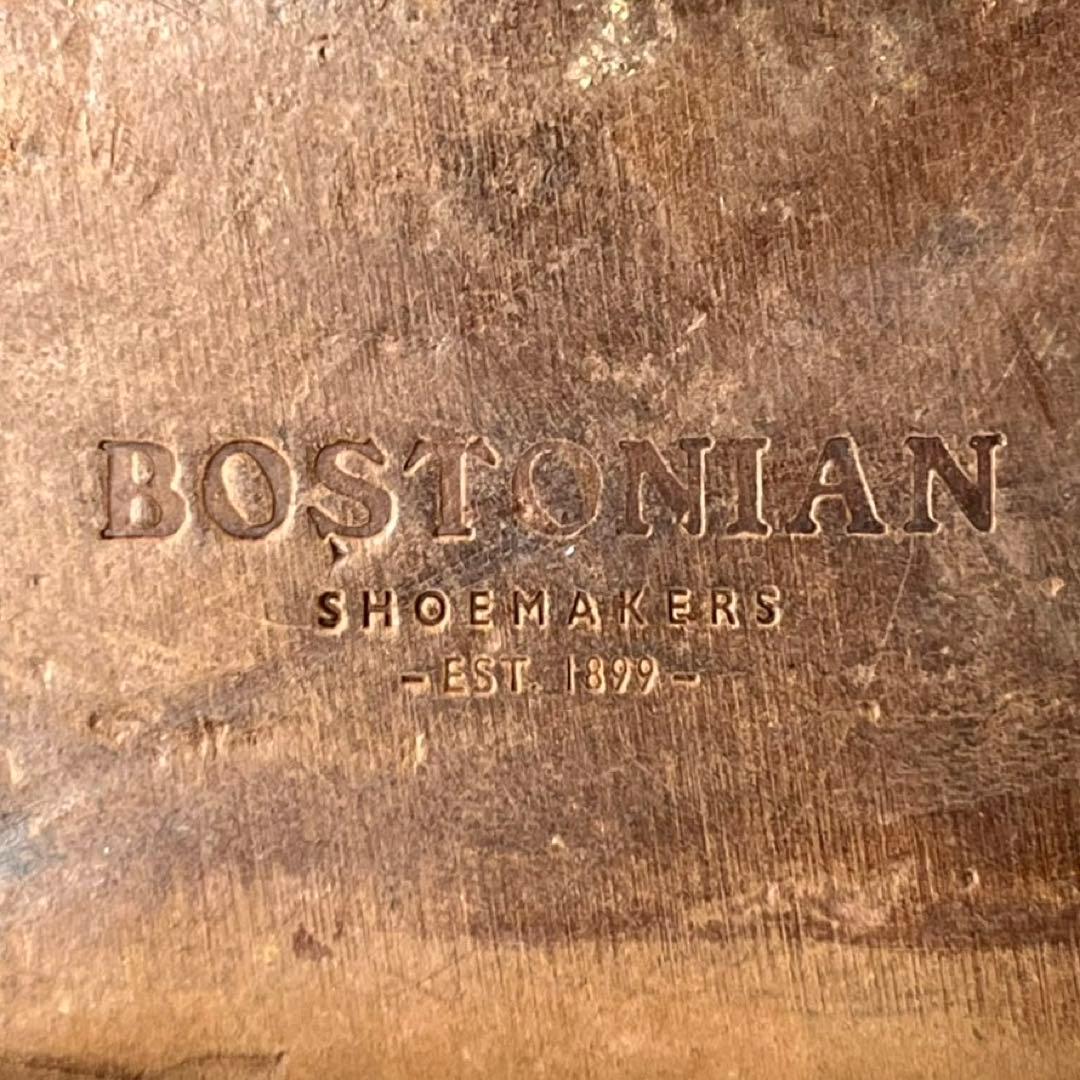 BOSTONIAN
SHOEMAKERS
-EST. 1899-